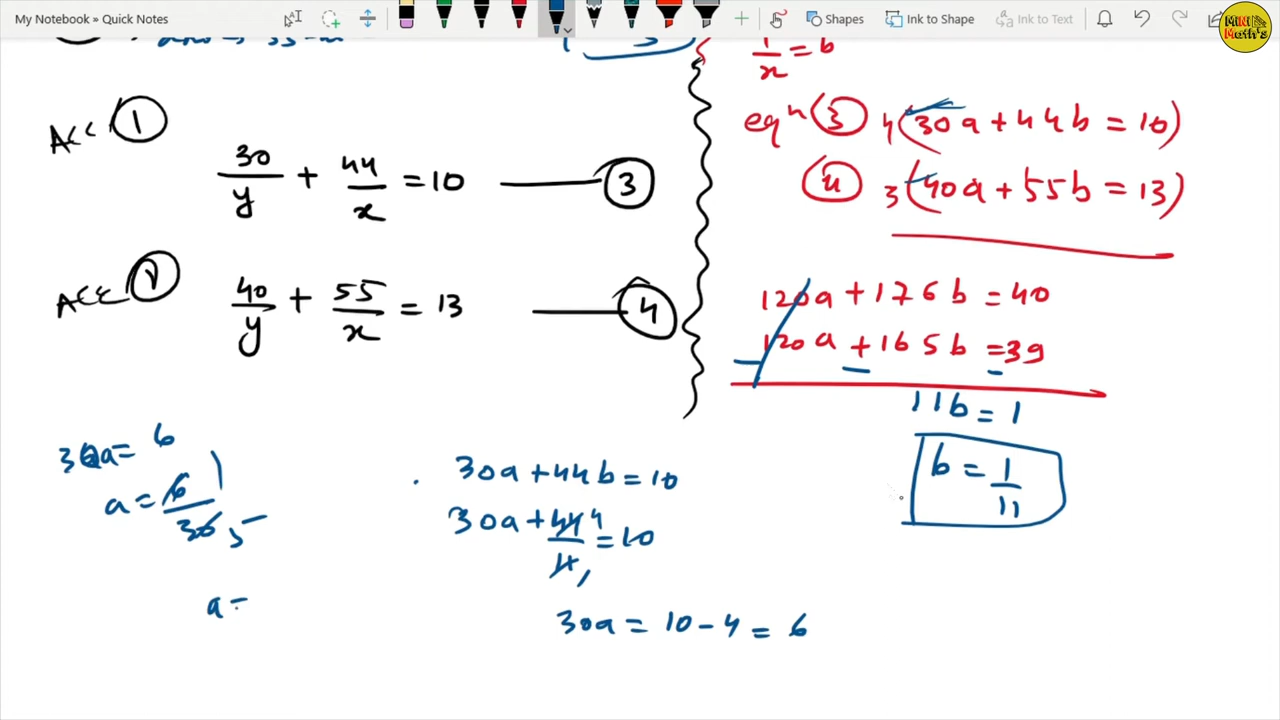 My Notebook » Quick Notes
Shapes
Ink to Shape
Ink to Text
MINI
Math's
1/x = b
Acc ①
30/y + 44/x = 10 —— ③
Acc
40/y + 55/x = 13 —— ④
eqⁿ ③ 4(30a + 44b = 10)
④ 3(40a + 55b = 13)
120a + 176b = 40
120a + 165b = 39
11b = 1
b = 1/11
30a + 44b = 10
30a + 44/11 = 10
30a = 10 - 4 = 6
30a = 6
a = 6/30
1
5
a =